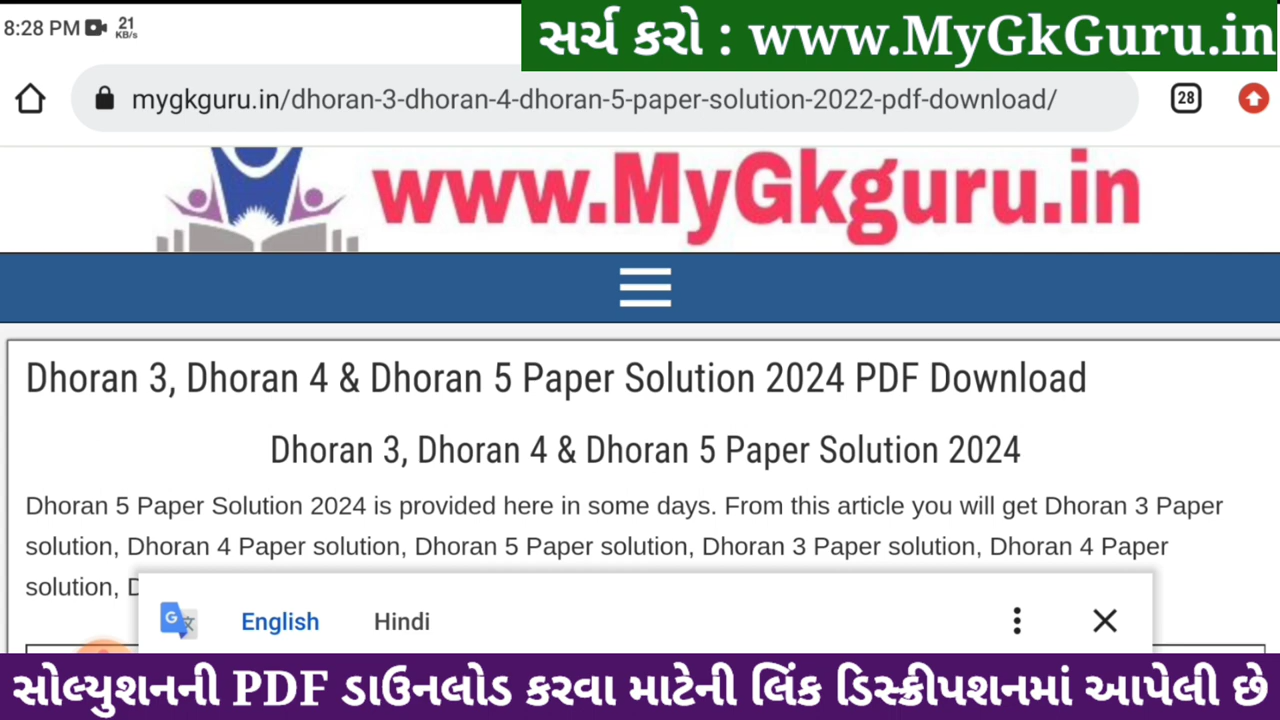 8:28 PM 21 KB/s
સર્ચ કરો : www.MyGkGuru.in
mygkguru.in/dhoran-3-dhoran-4-dhoran-5-paper-solution-2022-pdf-download/
28
www.MyGkguru.in
Dhoran 3, Dhoran 4 & Dhoran 5 Paper Solution 2024 PDF Download
Dhoran 3, Dhoran 4 & Dhoran 5 Paper Solution 2024
Dhoran 5 Paper Solution 2024 is provided here in some days. From this article you will get Dhoran 3 Paper
solution, Dhoran 4 Paper solution, Dhoran 5 Paper solution, Dhoran 3 Paper solution, Dhoran 4 Paper
solution,
English Hindi
સોલ્યુશનની PDF ડાઉનલોડ કરવા માટેની લિંક ડિસ્ક્રીપશનમાં આપેલી છે